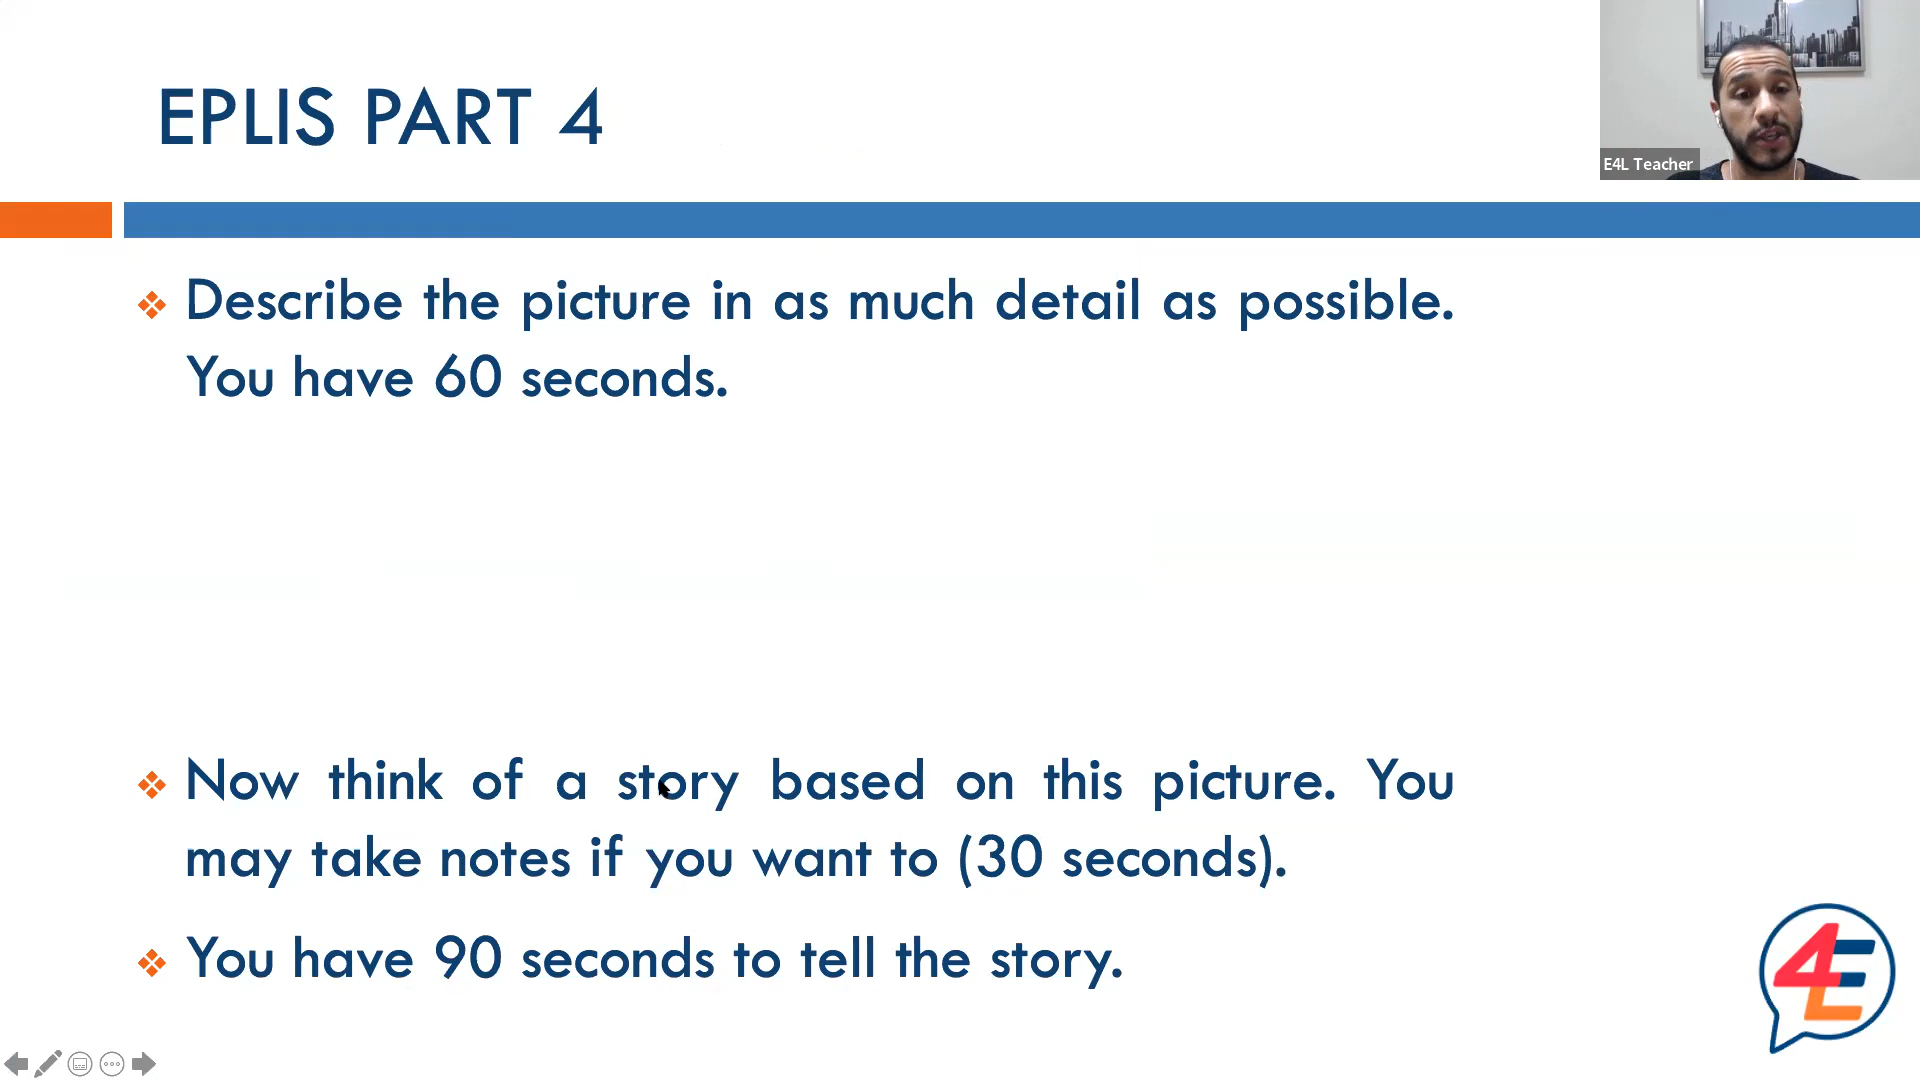 EPLIS PART 4
E4L Teacher
Describe the picture in as much detail as possible.
You have 60 seconds.
Now think of a story based on this picture. You
may take notes if you want to (30 seconds).
You have 90 seconds to tell the story.
4E